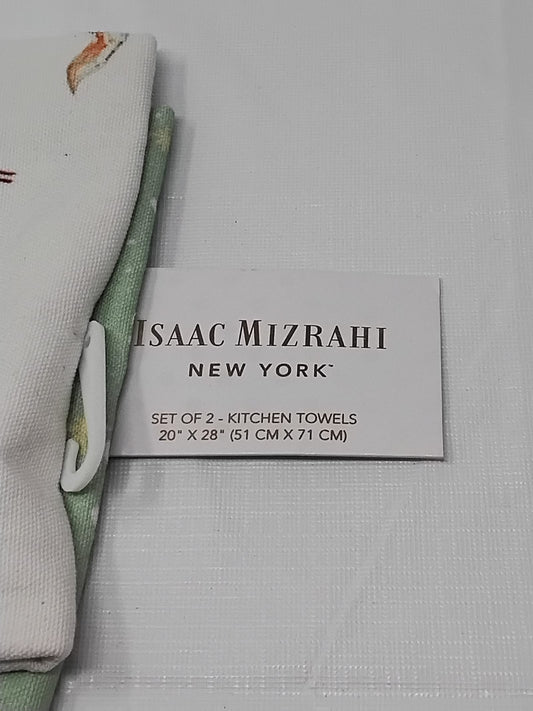 ISAAC MIZRAHI
NEW YORK™
SET OF 2 - KITCHEN TOWELS
20" X 28" (51 CM X 71 CM)